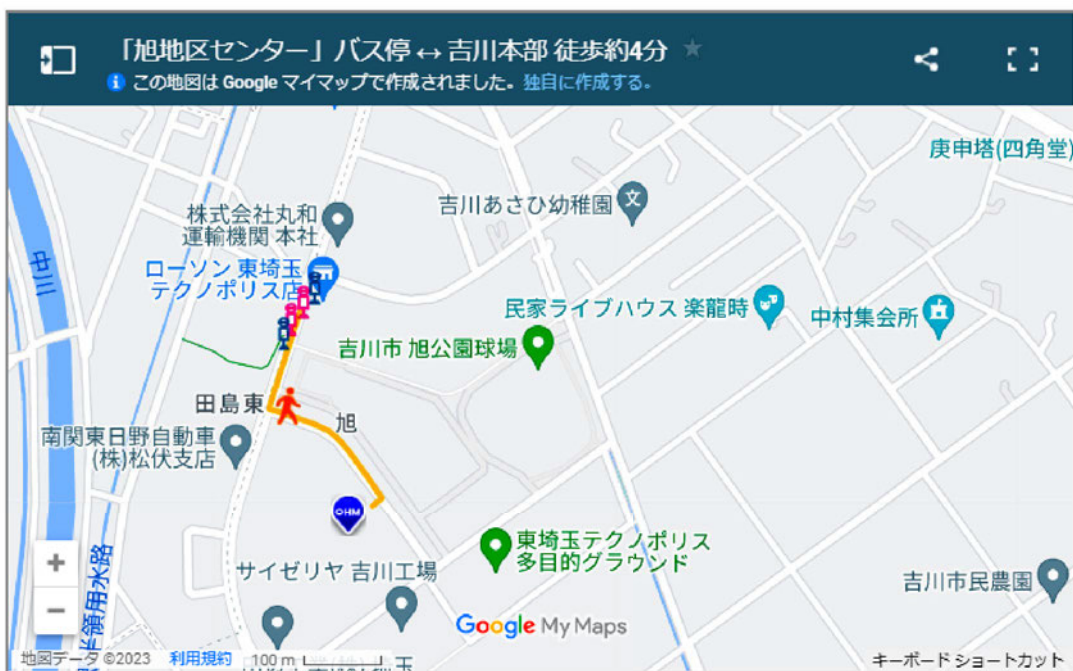 「旭地区センター」バス停 ↔ 吉川本部 徒歩約4分
この地図は Google マイマップで作成されました。独自に作成する。
庚申塔(四角堂)
吉川あさひ幼稚園
株式会社丸和
運輸機関 本社
中川
ローソン 東埼玉
テクノポリス店
民家ライブハウス 楽龍時
中村集会所
吉川市 旭公園球場
田島東
旭
南関東日野自動車
(株)松伏支店
OHM
東埼玉テクノポリス
多目的グラウンド
サイゼリヤ 吉川工場
吉川市民農園
半領用水路
Google My Maps
地図データ ©2023 利用規約 100 m
キーボード ショートカット